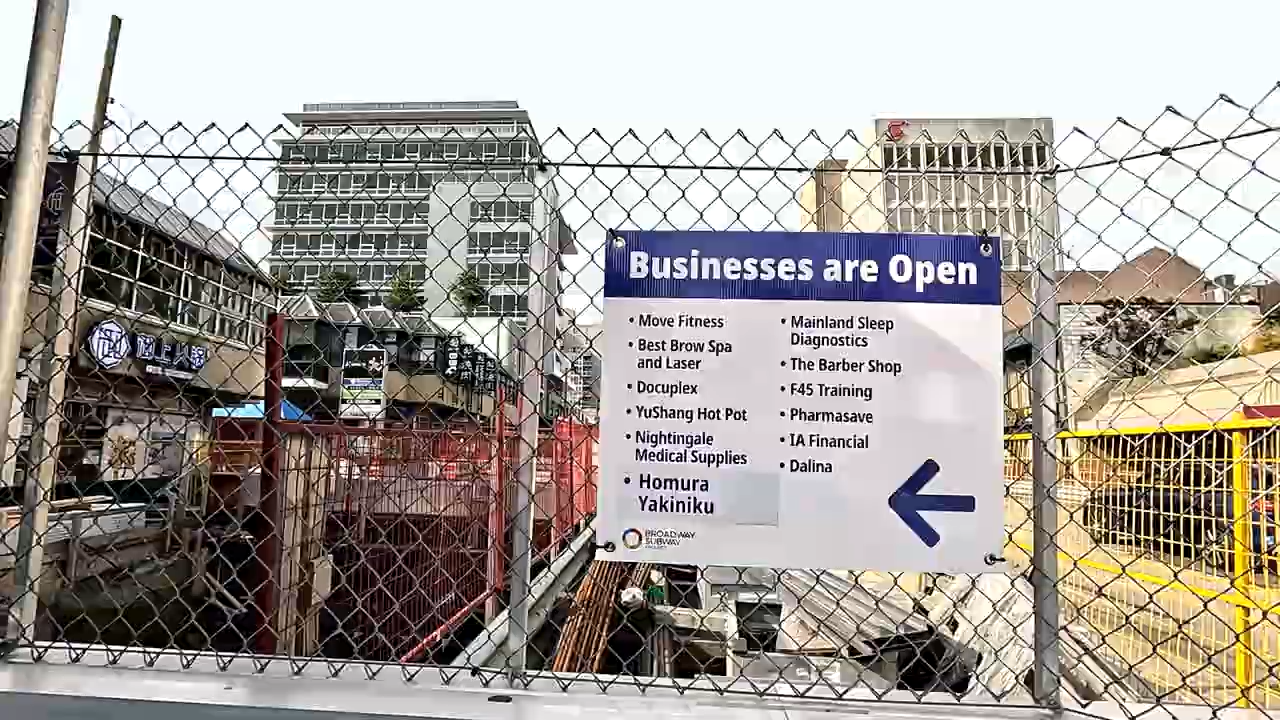 Businesses are Open
• Move Fitness
• Best Brow Spa
and Laser
• Docuplex
• YuShang Hot Pot
• Nightingale
Medical Supplies
• Homura
Yakiniku
• Mainland Sleep
Diagnostics
• The Barber Shop
• F45 Training
• Pharmasave
• IA Financial
• Dalina
BROADWAY
SUBWAY
PROJECT